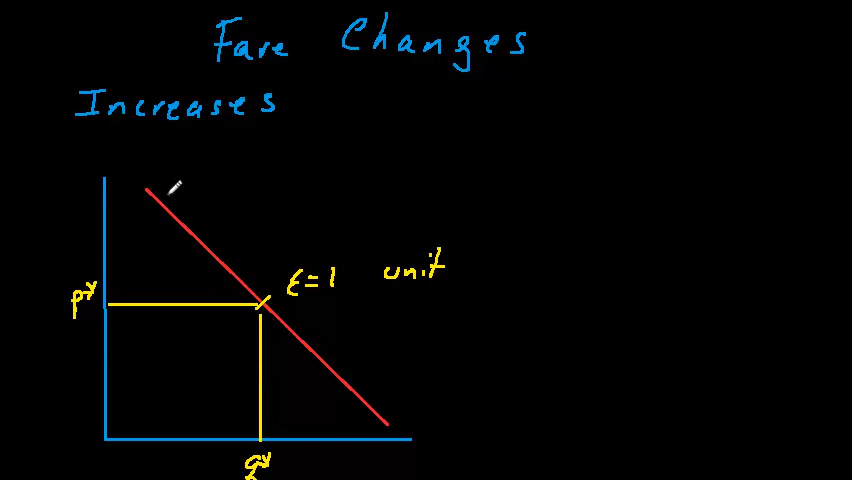 Fare Changes
Increases
ε=1 unit
p*
q*